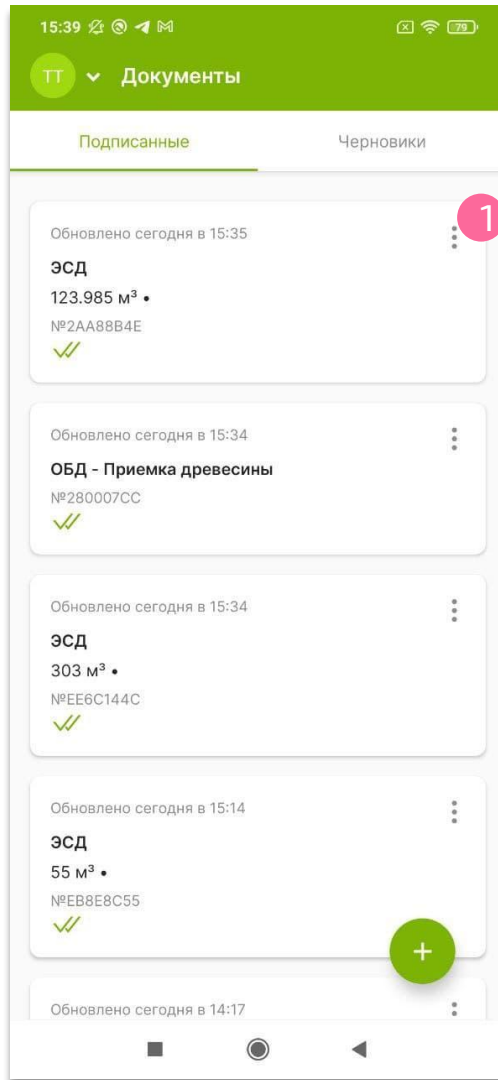 15:39
79
ТТ Документы
Подписанные Черновики
1
Обновлено сегодня в 15:35
ЭСД
123.985 м³ •
№2AA88B4E
Обновлено сегодня в 15:34
ОБД - Приемка древесины
№280007CC
Обновлено сегодня в 15:34
ЭСД
303 м³ •
№EE6C144C
Обновлено сегодня в 15:14
ЭСД
55 м³ •
№EB8E8C55
+
Обновлено сегодня в 14:17